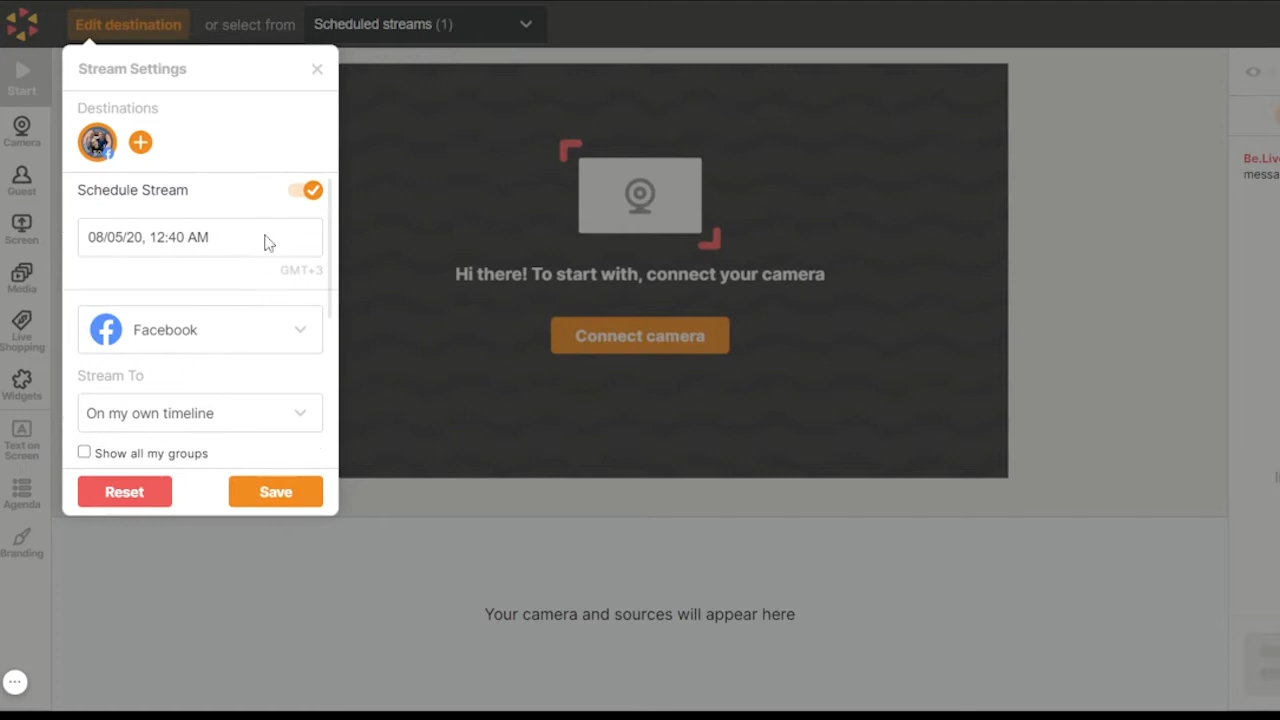 Edit destination or select from Scheduled streams (1)
Stream Settings
Destinations
Schedule Stream
08/05/20, 12:40 AM
GMT+3
Facebook
Stream To
On my own timeline
Show all my groups
Reset Save
Start
Camera
Guest
Screen
Media
Live
Shopping
Widgets
Text on
Screen
Agenda
Branding
Hi there! To start with, connect your camera
Connect camera
Your camera and sources will appear here
Be.Live